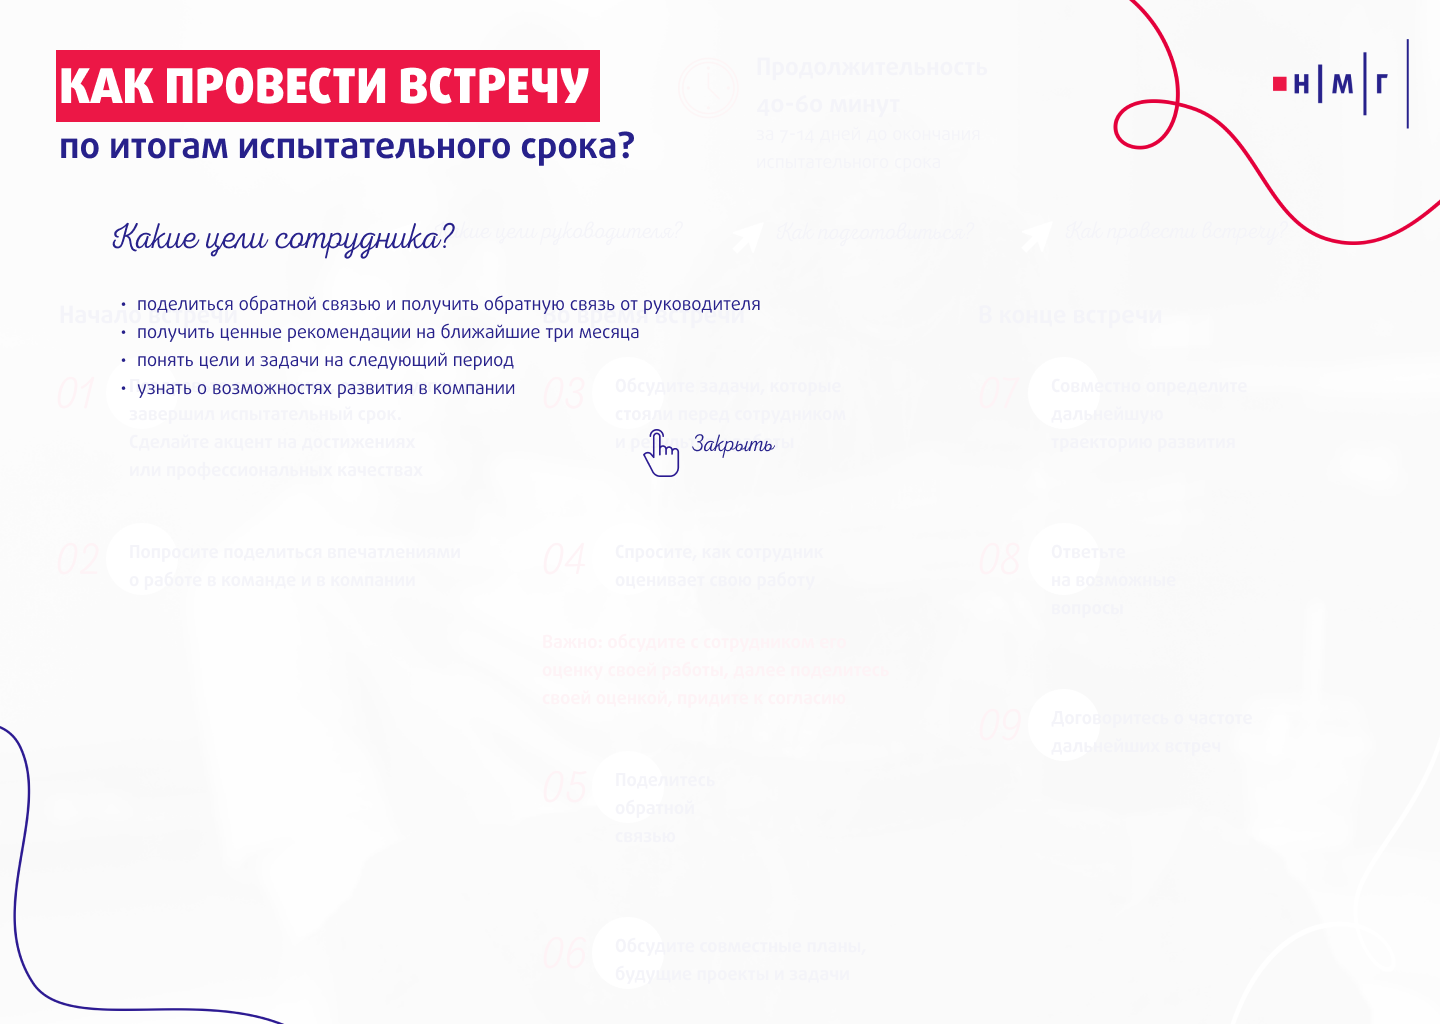 КАК ПРОВЕСТИ ВСТРЕЧУ
по итогам испытательного срока?
Н М Г
Продолжительность
40-60 минут
за 7-14 дней до окончания
испытательного срока
Какие цели сотрудника?
цели руководителя?
Как подготовиться?
Как провести встречу?
• поделиться обратной связью и получить обратную связь от руководителя
• получить ценные рекомендации на ближайшие три месяца
• понять цели и задачи на следующий период
• узнать о возможностях развития в компании
Закрыть
Начало встречи
01
завершил испытательный срок.
Сделайте акцент на достижениях
или профессиональных качествах
02 Попросите поделиться впечатлениями
о работе в команде и в компании
Во время встречи
03 Обсудите задачи, которые
стояли перед сотрудником
04 Спросите, как сотрудник
оценивает свою работу
Важно: обсудите с сотрудником его
оценку своей работы, далее поделитесь
своей оценкой, придите к согласию
05 Поделитесь
обратной
связью
06 Обсудите совместные планы,
будущие проекты и задачи
В конце встречи
07 Совместно определите
дальнейшую
траекторию развития
08 Ответьте
на возможные
вопросы
09 Договоритесь о частоте
дальнейших встреч